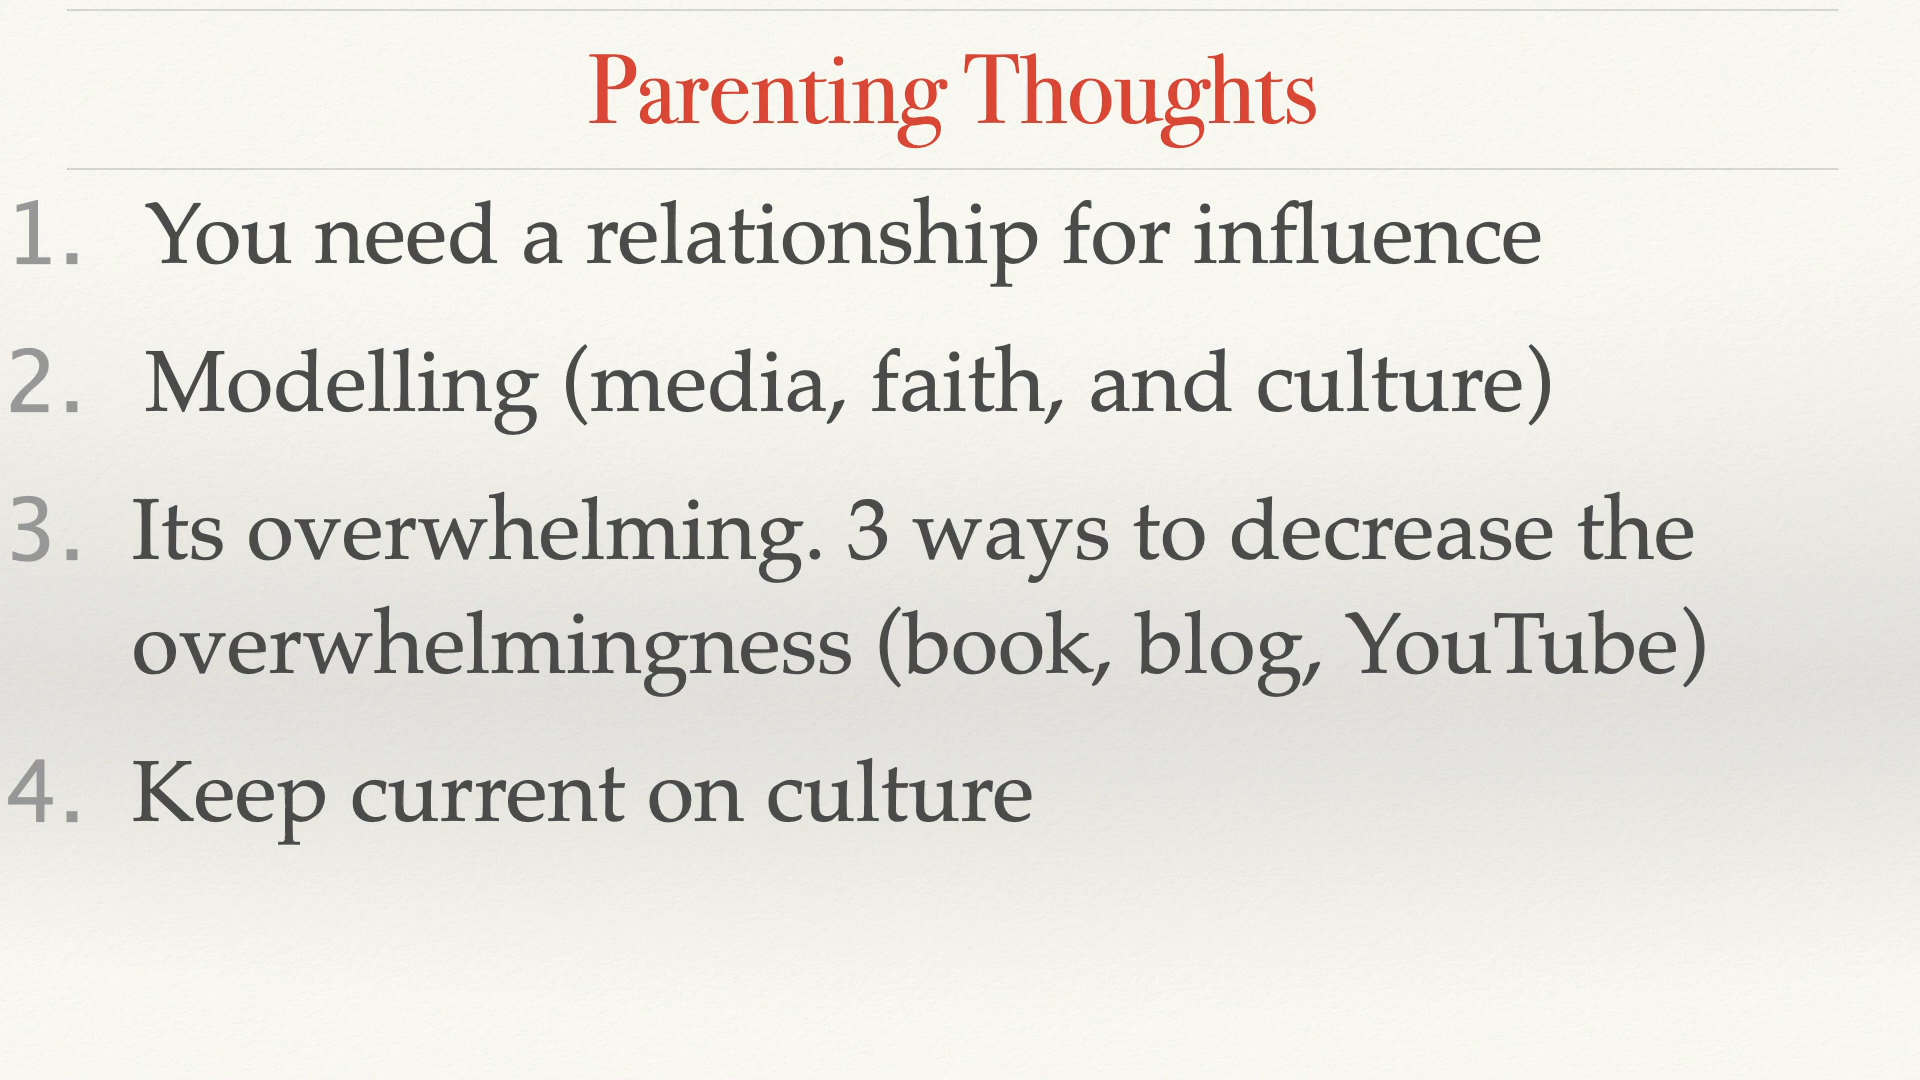 Parenting Thoughts
1. You need a relationship for influence
2. Modelling (media, faith, and culture)
3. Its overwhelming. 3 ways to decrease the
overwhelmingness (book, blog, YouTube)
4. Keep current on culture